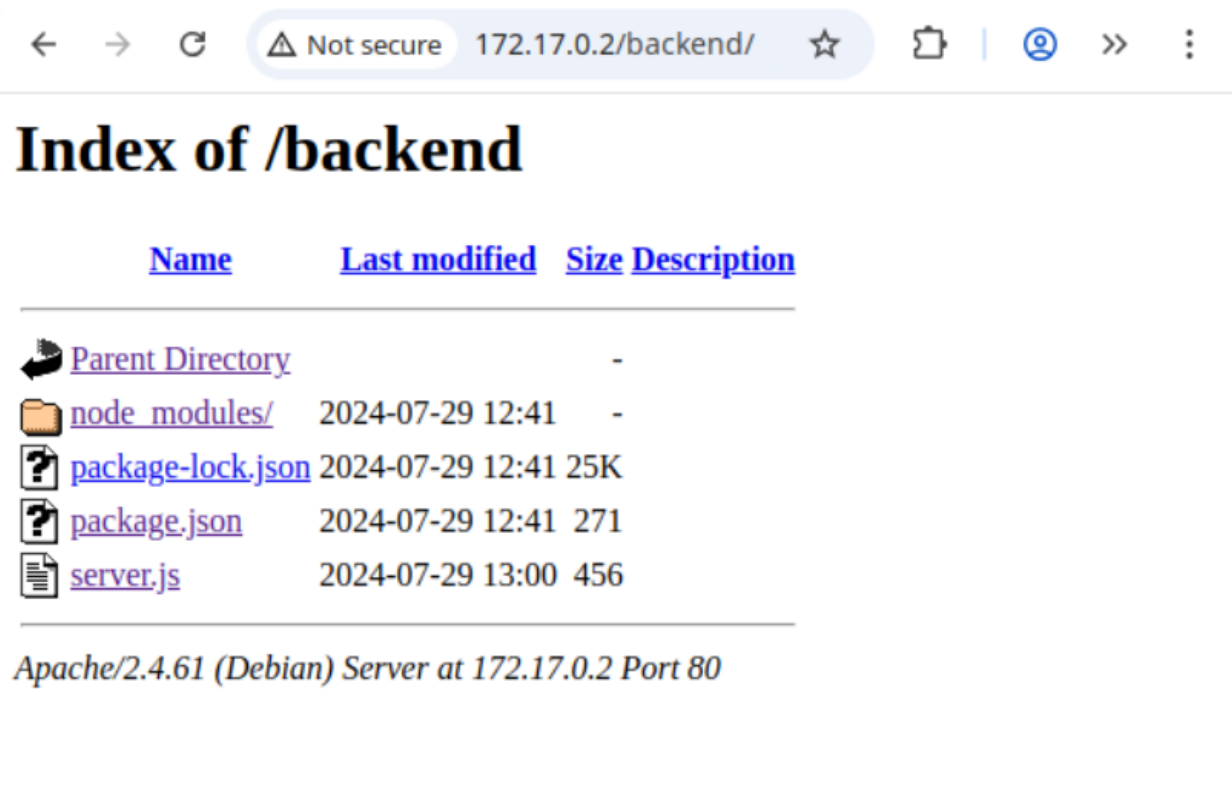 Not secure 172.17.0.2/backend/
Index of /backend
Name Last modified Size Description
Parent Directory -
node_modules/ 2024-07-29 12:41 -
package-lock.json 2024-07-29 12:41 25K
package.json 2024-07-29 12:41 271
server.js 2024-07-29 13:00 456
Apache/2.4.61 (Debian) Server at 172.17.0.2 Port 80